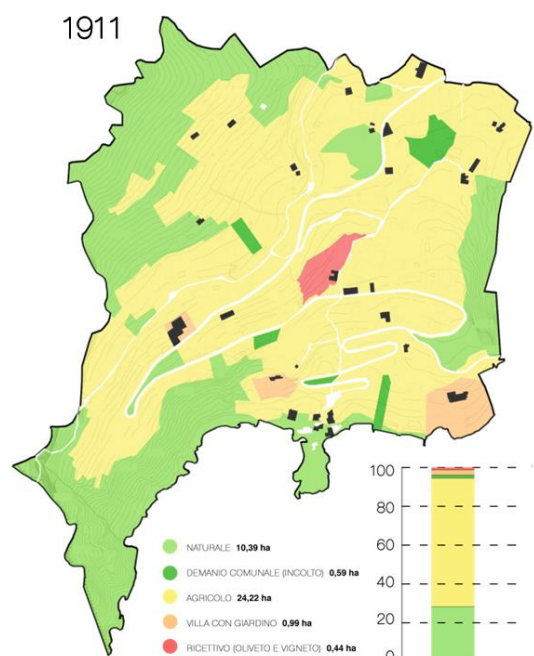 1911
NATURALE 10,39 ha
DEMANIO COMUNALE (INCOLTO) 0,59 ha
AGRICOLO 24,22 ha
VILLA CON GIARDINO 0,99 ha
RICETTIVO (OLIVETO E VIGNETO) 0,44 ha
100
80
60
40
20
0